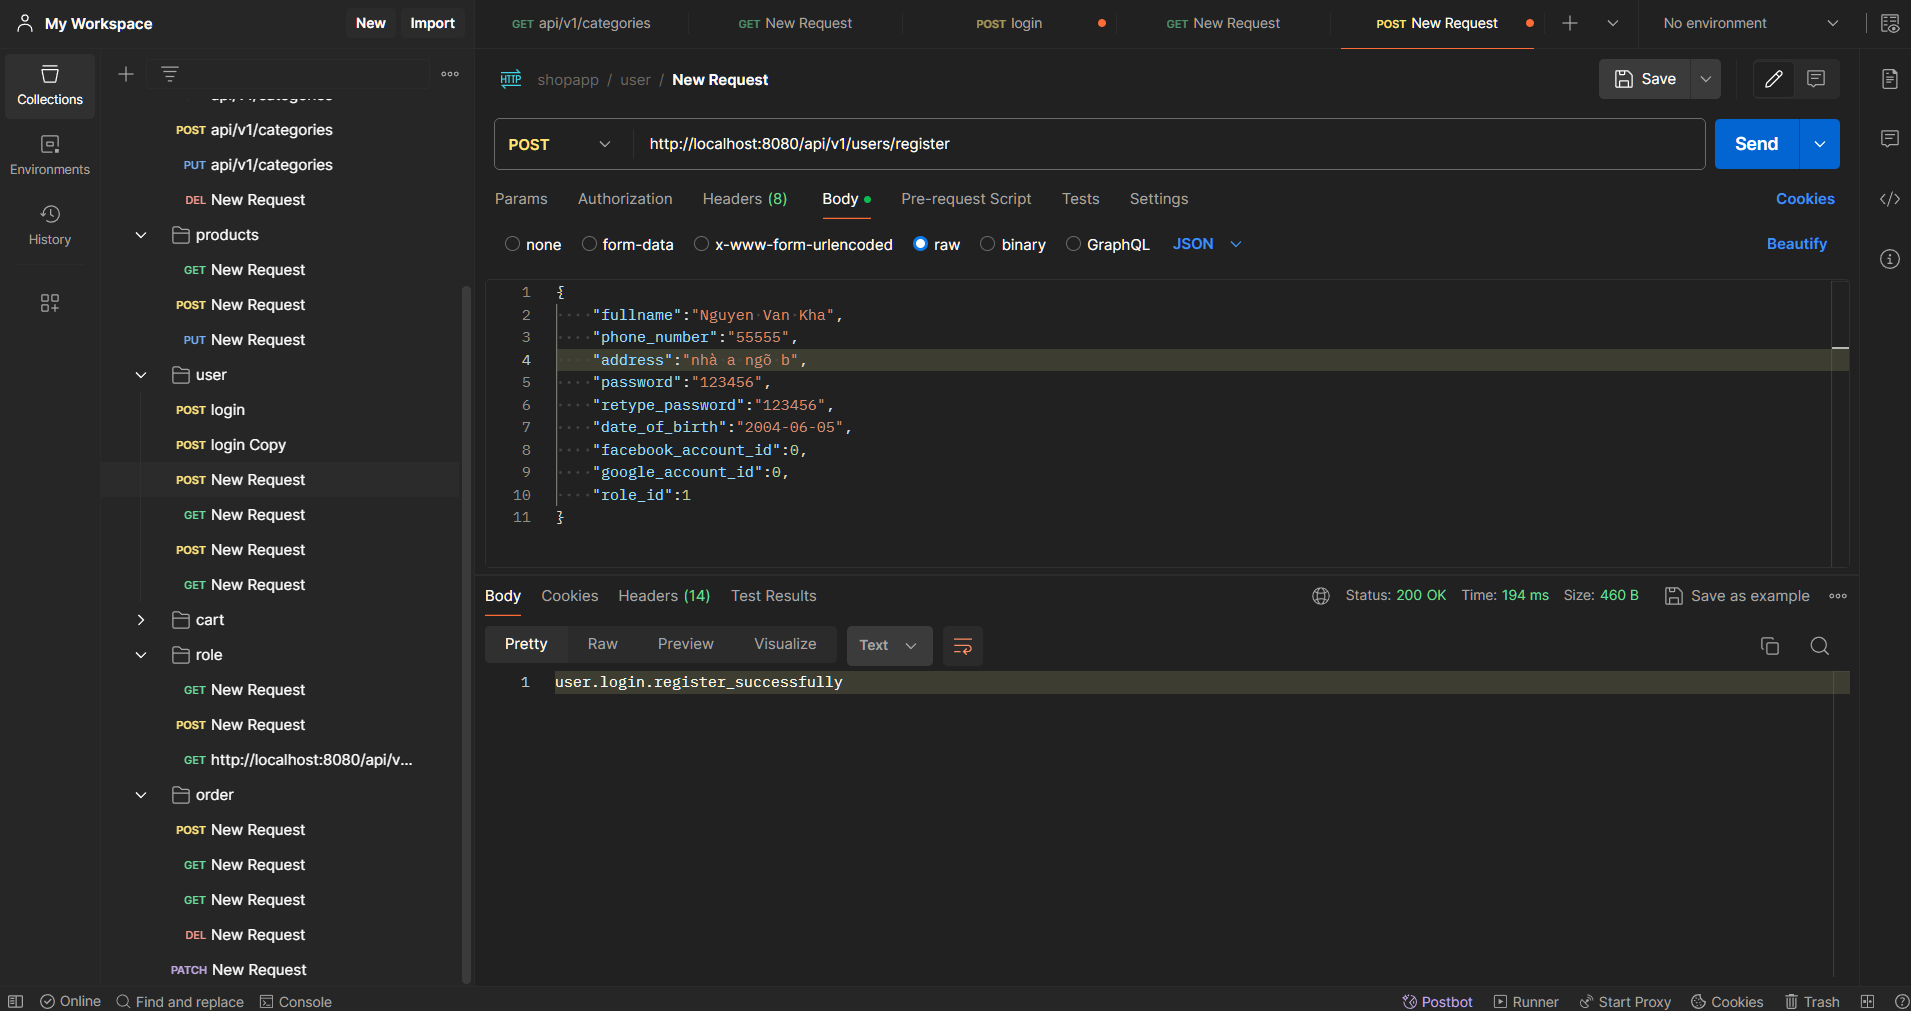 My Workspace
New
Import
GET api/v1/categories
GET New Request
POST login
GET New Request
POST New Request
No environment
Collections
Environments
History
api/v1/categories
POST api/v1/categories
PUT api/v1/categories
DEL New Request
products
GET New Request
POST New Request
PUT New Request
user
POST login
POST login Copy
POST New Request
GET New Request
POST New Request
GET New Request
cart
role
GET New Request
POST New Request
GET http://localhost:8080/api/v...
order
POST New Request
GET New Request
GET New Request
DEL New Request
PATCH New Request
HTTP shopapp / user / New Request
Save
POST
http://localhost:8080/api/v1/users/register
Send
Params Authorization Headers (8) Body Pre-request Script Tests Settings
Cookies
none form-data x-www-form-urlencoded raw binary GraphQL JSON
Beautify
1 {
2 "fullname":"Nguyen Van Kha",
3 "phone_number":"55555",
4 "address":"nhà a ngõ b",
5 "password":"123456",
6 "retype_password":"123456",
7 "date_of_birth":"2004-06-05",
8 "facebook_account_id":0,
9 "google_account_id":0,
10 "role_id":1
11 }
Body Cookies Headers (14) Test Results
Status: 200 OK Time: 194 ms Size: 460 B
Save as example
Pretty Raw Preview Visualize Text
1 user.login.register_successfully
Online Find and replace Console
Postbot Runner Start Proxy Cookies Trash